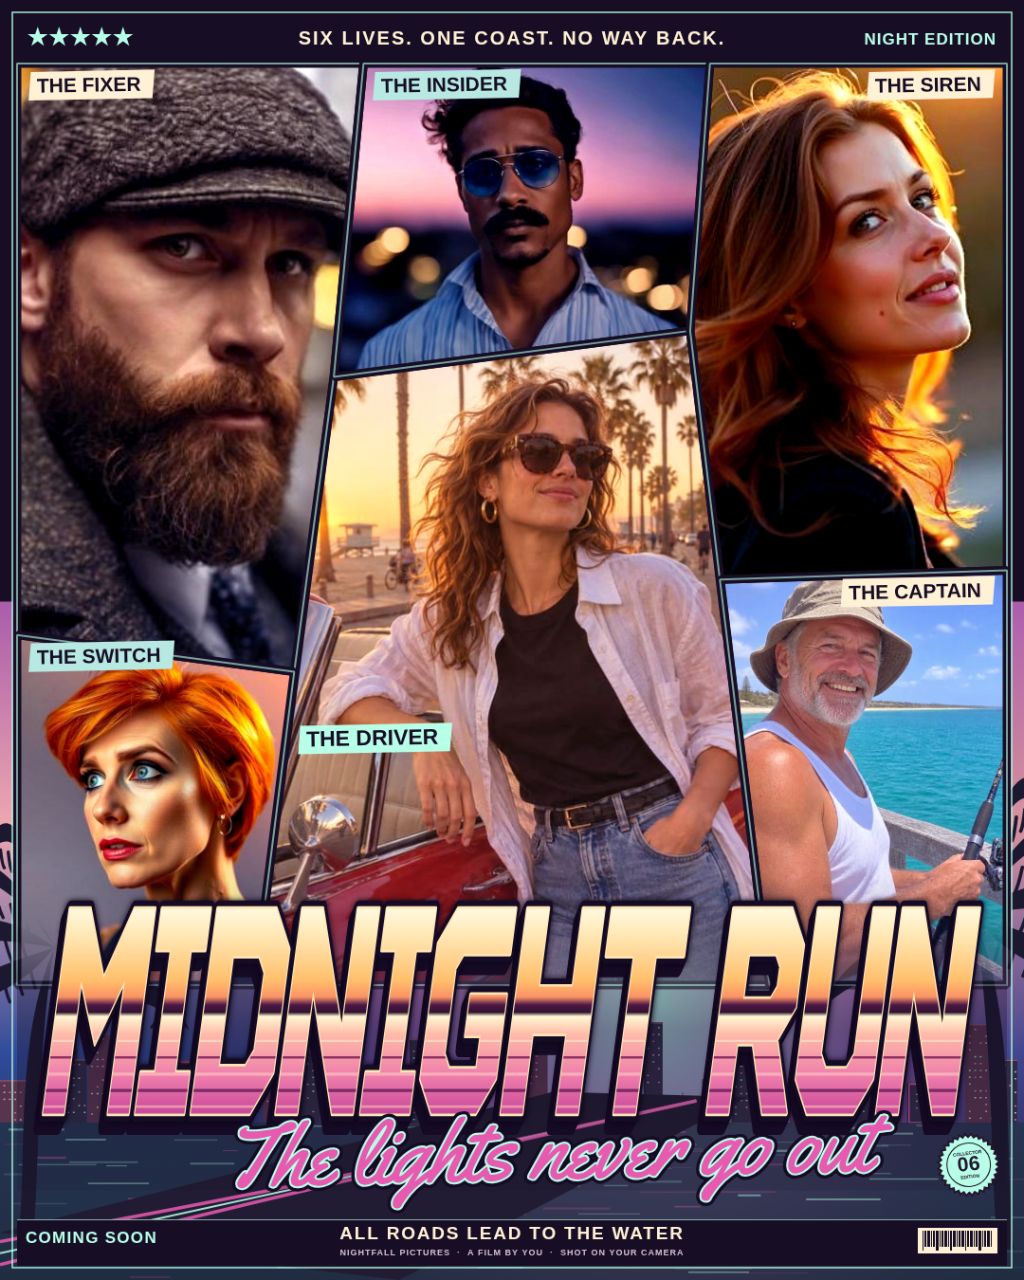 ★★★★★
SIX LIVES. ONE COAST. NO WAY BACK.
NIGHT EDITION
THE FIXER
THE INSIDER
THE SIREN
THE CAPTAIN
THE SWITCH
THE DRIVER
MIDNIGHT RUN
The lights never go out
COLLECTOR
06
EDITION
COMING SOON
ALL ROADS LEAD TO THE WATER
NIGHTFALL PICTURES · A FILM BY YOU · SHOT ON YOUR CAMERA